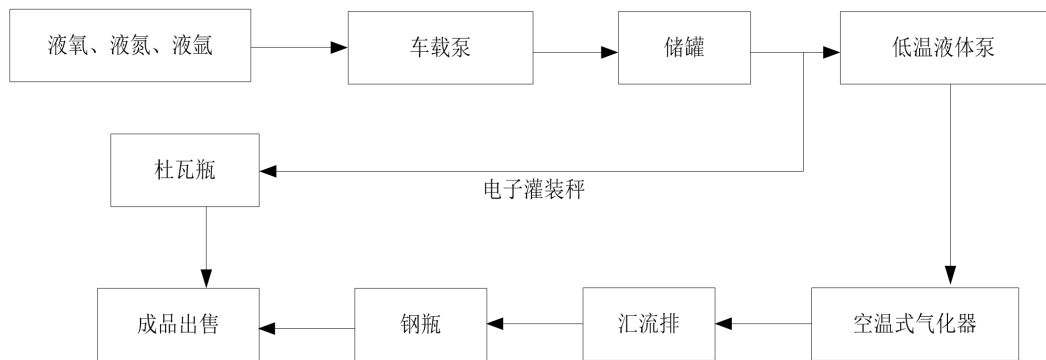 液氧、液氮、液氩
车载泵
储罐
低温液体泵
杜瓦瓶
电子灌装秤
成品出售
钢瓶
汇流排
空温式气化器